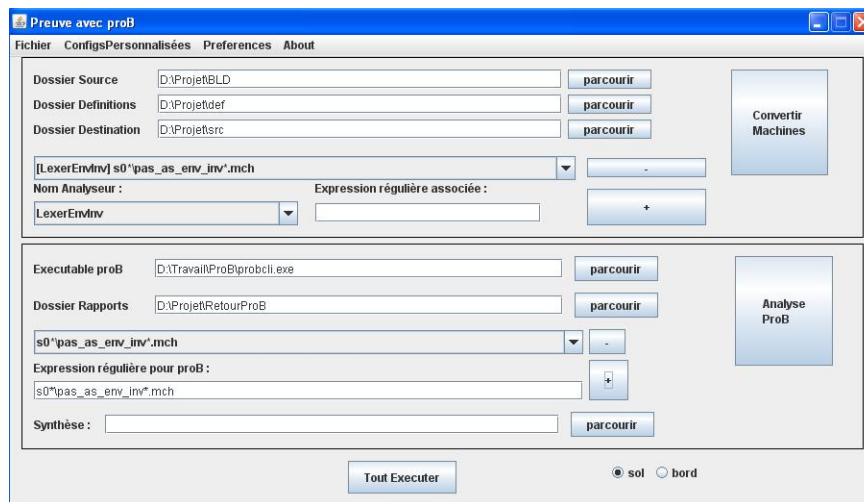 Preuve avec proB
Fichier ConfigsPersonnalisées Preferences About
Dossier Source D:\Projet\BLD parcourir
Dossier Definitions D:\Projet\def parcourir
Dossier Destination D:\Projet\src parcourir
Convertir
Machines
[LexerEnvInv] s0*\pas_as_env_inv*.mch -
Nom Analyseur : Expression régulière associée :
LexerEnvInv +
Executable proB D:\Travail\ProB\probcli.exe parcourir
Dossier Rapports D:\Projet\RetourProB parcourir
Analyse
ProB
s0*\pas_as_env_inv*.mch -
Expression régulière pour proB :
s0*\pas_as_env_inv*.mch +
Synthèse : parcourir
Tout Executer sol bord